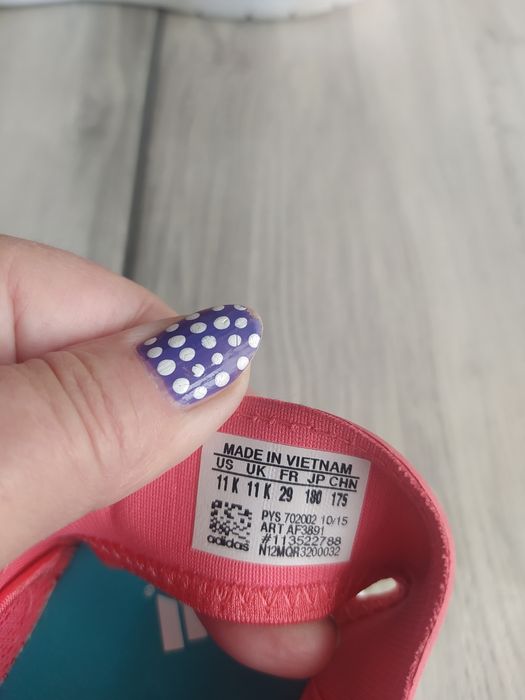 MADE IN VIETNAM
US UK FR JP CHN
11 K 11 K 29 180 175
PYS 702002 10/15
ART AF3891
#113522788
adidas N12MQR3200032